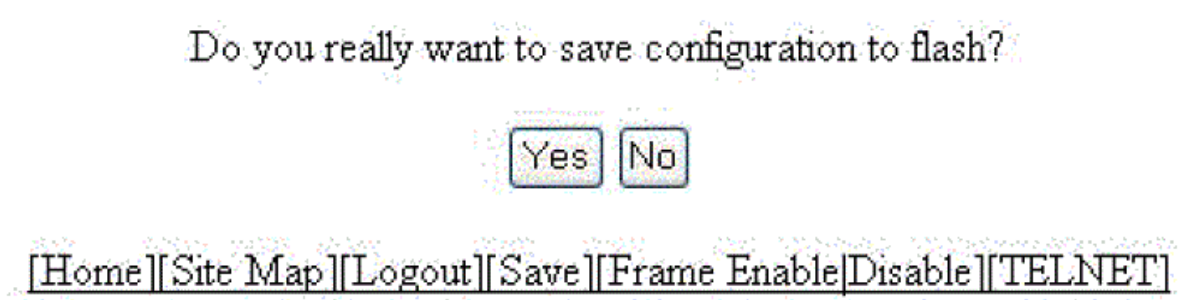 Do you really want to save configuration to flash?
Yes No
[Home][Site Map][Logout][Save][Frame Enable|Disable][TELNET]